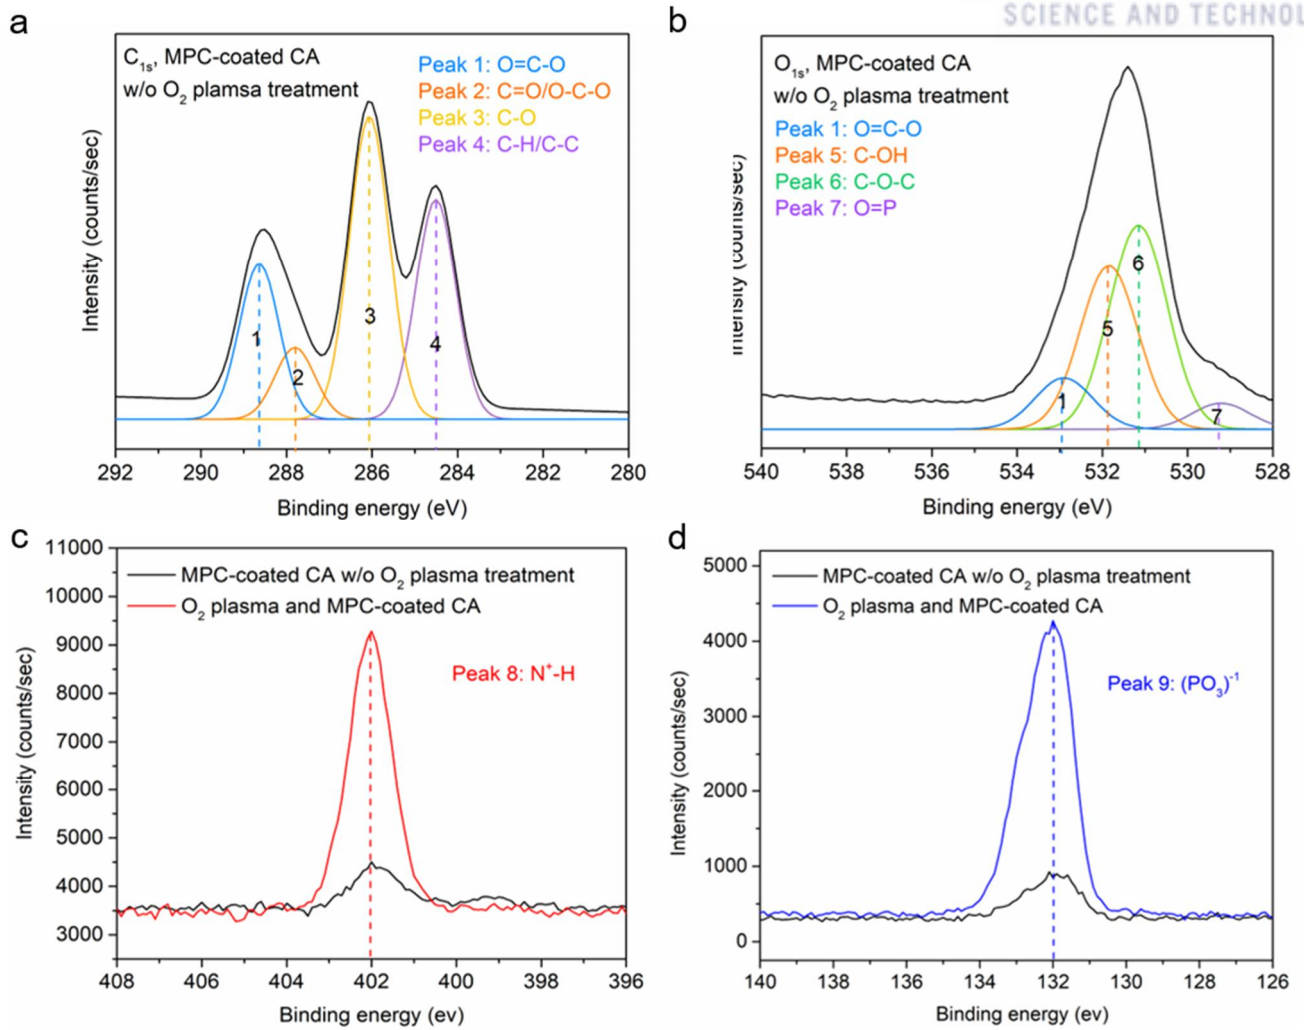 SCIENCE AND TECHNOL
a
C1s, MPC-coated CA
w/o O2 plamsa treatment
Peak 1: O=C-O
Peak 2: C=O/O-C-O
Peak 3: C-O
Peak 4: C-H/C-C
Intensity (counts/sec)
1
2
3
4
292 290 288 286 284 282 280
Binding energy (eV)
b
O1s, MPC-coated CA
w/o O2 plasma treatment
Peak 1: O=C-O
Peak 5: C-OH
Peak 6: C-O-C
Peak 7: O=P
Intensity (counts/sec)
1
5
6
7
540 538 536 534 532 530 528
Binding energy (eV)
c
11000
10000
9000
8000
7000
6000
5000
4000
3000
MPC-coated CA w/o O2 plasma treatment
O2 plasma and MPC-coated CA
Peak 8: N+-H
Intensity (counts/sec)
408 406 404 402 400 398 396
Binding energy (ev)
d
5000
4000
3000
2000
1000
0
MPC-coated CA w/o O2 plasma treatment
O2 plasma and MPC-coated CA
Peak 9: (PO3)-1
Intensity (counts/sec)
140 138 136 134 132 130 128 126
Binding energy (ev)